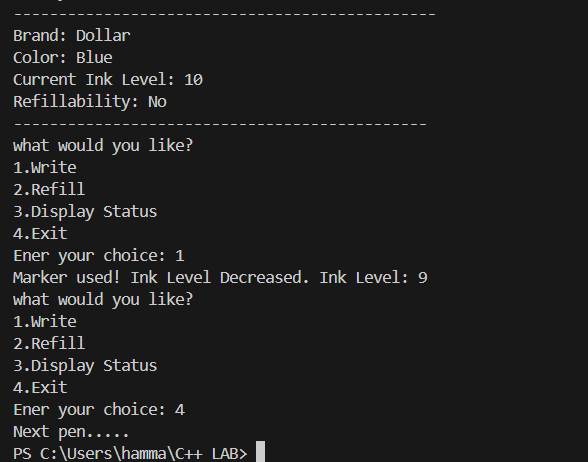 -----------------------------------------------
Brand: Dollar
Color: Blue
Current Ink Level: 10
Refillability: No
----------------------------------------------
what would you like?
1.Write
2.Refill
3.Display Status
4.Exit
Ener your choice: 1
Marker used! Ink Level Decreased. Ink Level: 9
what would you like?
1.Write
2.Refill
3.Display Status
4.Exit
Ener your choice: 4
Next pen.....
PS C:\Users\hamma\C++ LAB>